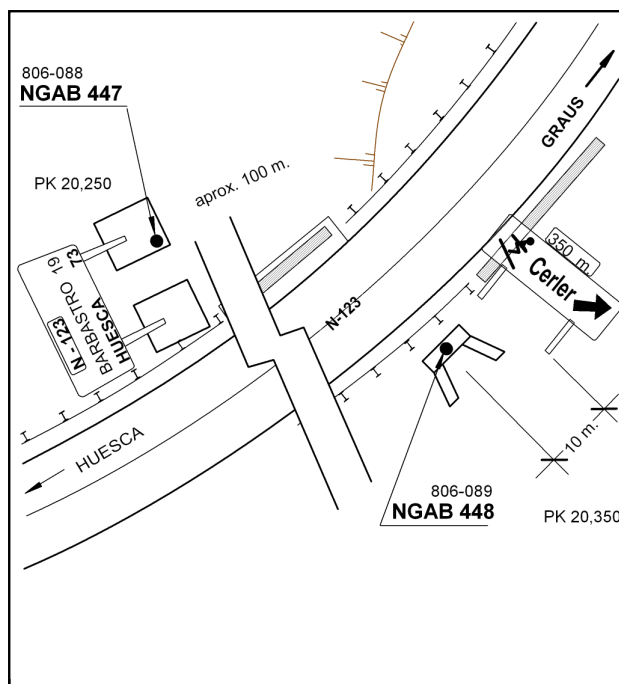 806-088
NGAB 447
PK 20,250
aprox. 100 m.
GRAUS
N - 123
BARBASTRO 19
HUESCA 73
350 m.
Cerler
N-123
HUESCA
10 m.
806-089
NGAB 448
PK 20,350